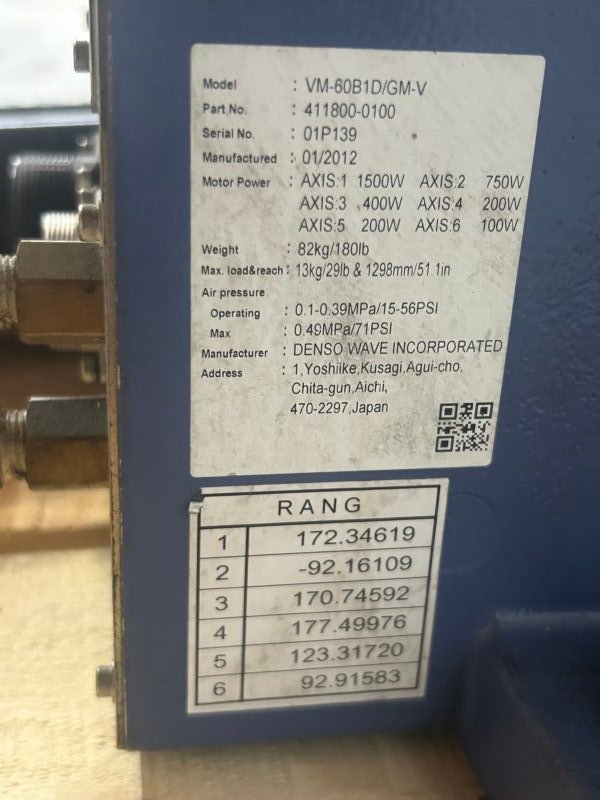 Model : VM-60B1D/GM-V
Part No. : 411800-0100
Serial No. : 01P139
Manufactured : 01/2012
Motor Power : AXIS:1 1500W AXIS:2 750W
AXIS:3 400W AXIS:4 200W
AXIS:5 200W AXIS:6 100W
Weight : 82kg/180lb
Max. load&reach : 13kg/29lb & 1298mm/51.1in
Air pressure
Operating : 0.1-0.39MPa/15-56PSI
Max : 0.49MPa/71PSI
Manufacturer : DENSO WAVE INCORPORATED
Address : 1,Yoshiike,Kusagi,Agui-cho,
Chita-gun,Aichi,
470-2297,Japan
RANG
1 172.34619
2 -92.16109
3 170.74592
4 177.49976
5 123.31720
6 92.91583